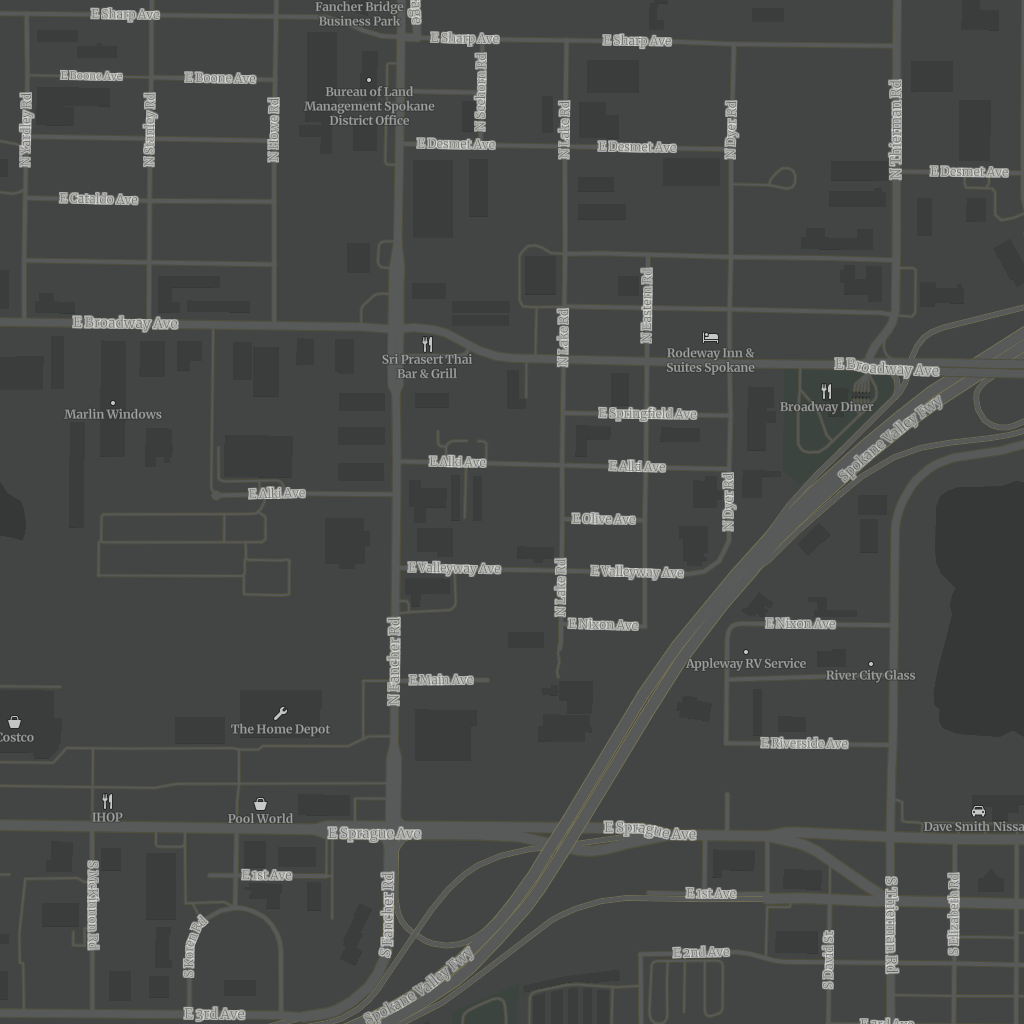 Fancher Bridge
Business Park
E Sharp Ave
E Sharp Ave
E Sharp Ave
E Boone Ave
E Boone Ave
N Yardley Rd
N Stanley Rd
N Howe Rd
Bureau of Land
Management Spokane
District Office
N Seehorn Rd
N Lake Rd
N Dyer Rd
N Thierman Rd
E Desmet Ave
E Desmet Ave
E Desmet Ave
E Cataldo Ave
N Eastern Rd
E Broadway Ave
N Lake Rd
Sri Prasert Thai
Bar & Grill
Rodeway Inn &
Suites Spokane
E Broadway Ave
Marlin Windows
Broadway Diner
E Springfield Ave
Spokane Valley Fwy
E Alki Ave
E Alki Ave
E Alki Ave
N Dyer Rd
E Olive Ave
E Valleyway Ave
E Valleyway Ave
N Lake Rd
E Nixon Ave
E Nixon Ave
N Fancher Rd
Appleway RV Service
River City Glass
E Main Ave
Costco
The Home Depot
E Riverside Ave
IHOP
Pool World
E Sprague Ave
E Sprague Ave
Dave Smith Nissa
S McKinnon Rd
E 1st Ave
S Fancher Rd
E 1st Ave
S Thierman Rd
S Elizabeth Rd
S Koren Rd
E 2nd Ave
S David St
Spokane Valley Fwy
E 3rd Ave